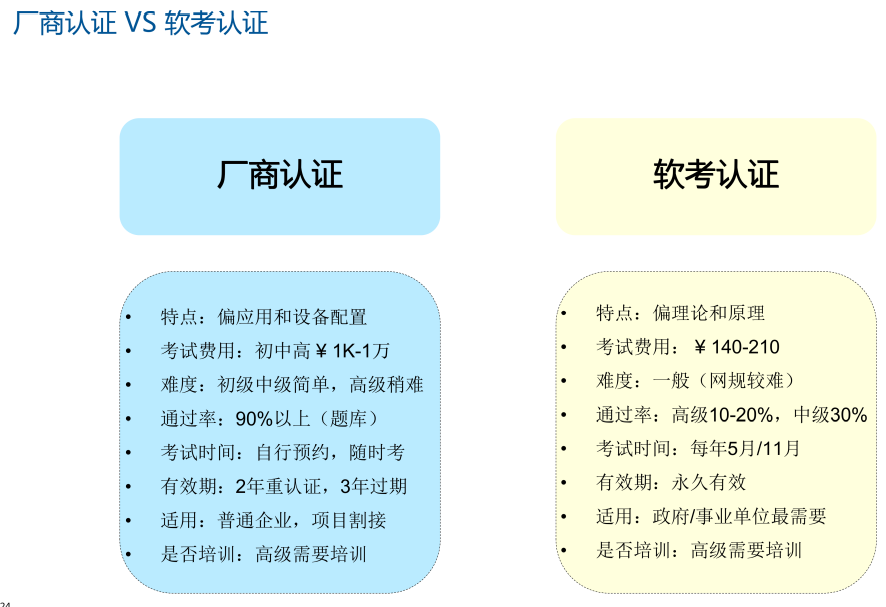 厂商认证 VS 软考认证
厂商认证
• 特点：偏应用和设备配置
• 考试费用：初中高¥1K-1万
• 难度：初级中级简单，高级稍难
• 通过率：90%以上（题库）
• 考试时间：自行预约，随时考
• 有效期：2年重认证，3年过期
• 适用：普通企业，项目割接
• 是否培训：高级需要培训
软考认证
• 特点：偏理论和原理
• 考试费用：¥140-210
• 难度：一般（网规较难）
• 通过率：高级10-20%，中级30%
• 考试时间：每年5月/11月
• 有效期：永久有效
• 适用：政府/事业单位最需要
• 是否培训：高级需要培训
24